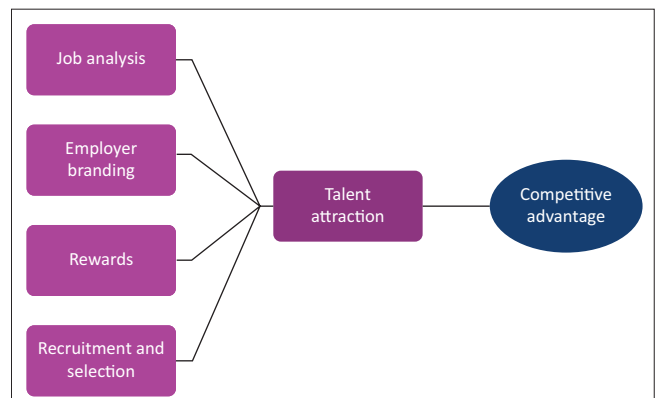 Job analysis
Employer
branding
Rewards
Recruitment and
selection
Talent
attraction
Competitive
advantage